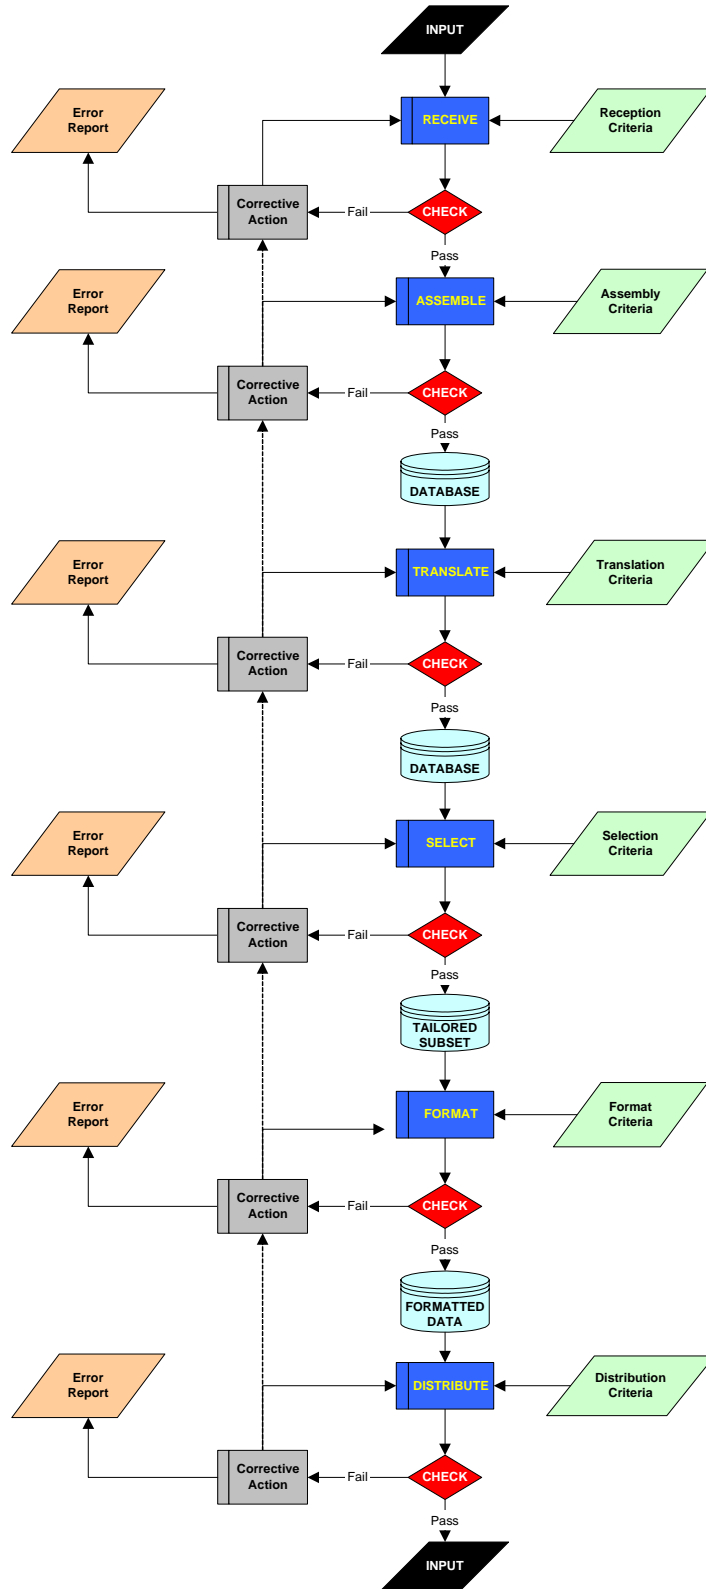 INPUT
Error
Report
RECEIVE
Reception
Criteria
Corrective
Action
Fail
CHECK
Pass
Error
Report
ASSEMBLE
Assembly
Criteria
Corrective
Action
Fail
CHECK
Pass
DATABASE
Error
Report
TRANSLATE
Translation
Criteria
Corrective
Action
Fail
CHECK
Pass
DATABASE
Error
Report
SELECT
Selection
Criteria
Corrective
Action
Fail
CHECK
Pass
TAILORED
SUBSET
Error
Report
FORMAT
Format
Criteria
Corrective
Action
Fail
CHECK
Pass
FORMATTED
DATA
Error
Report
DISTRIBUTE
Distribution
Criteria
Corrective
Action
Fail
CHECK
Pass
INPUT